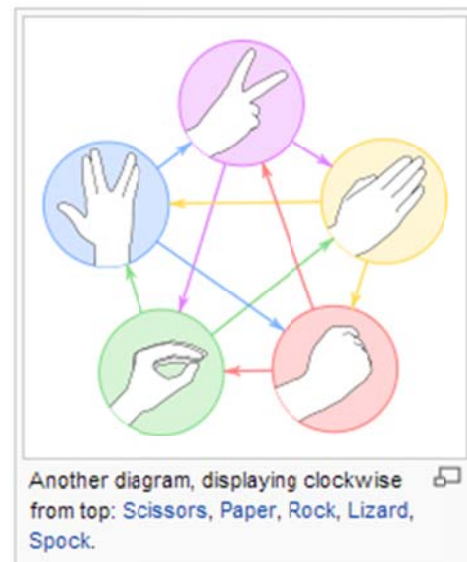 Another diagram, displaying clockwise
from top: Scissors, Paper, Rock, Lizard,
Spock.